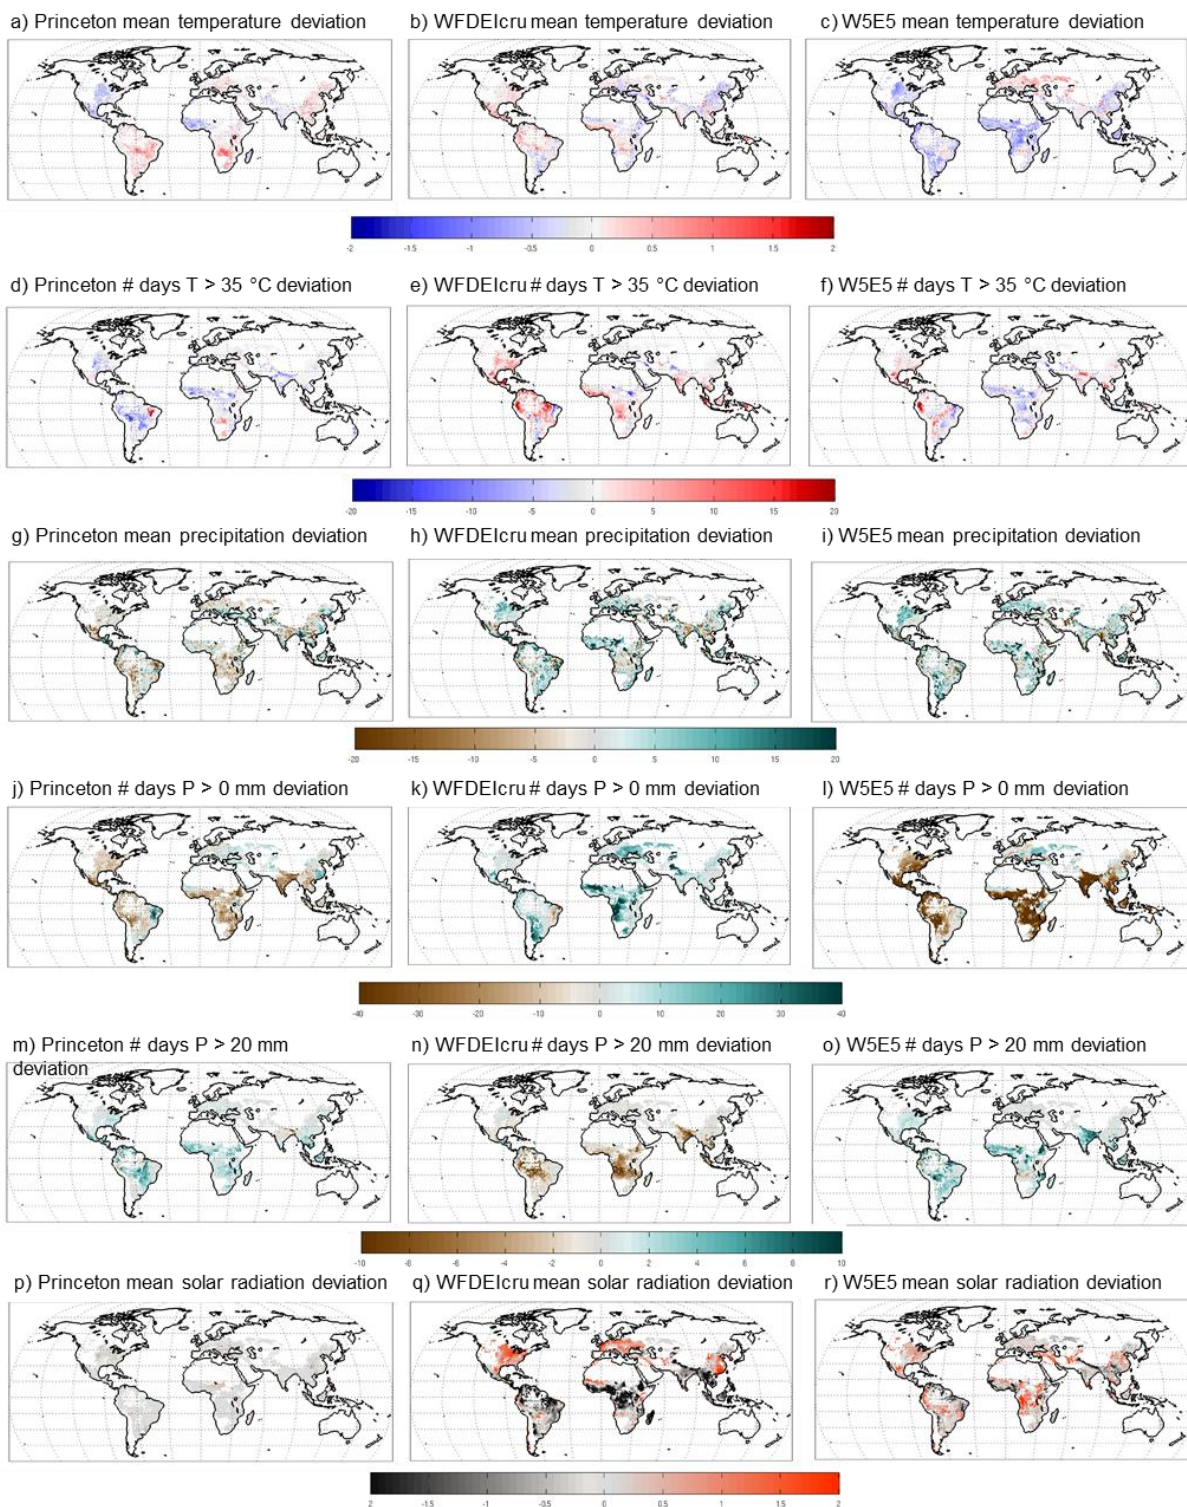 a) Princeton mean temperature deviation b) WFDEIcru mean temperature deviation c) W5E5 mean temperature deviation
-2 -1.5 -1 -0.5 0 0.5 1 1.5 2
d) Princeton # days T > 35 °C deviation e) WFDEIcru # days T > 35 °C deviation f) W5E5 # days T > 35 °C deviation
-20 -15 -10 -5 0 5 10 15 20
g) Princeton mean precipitation deviation h) WFDEIcru mean precipitation deviation i) W5E5 mean precipitation deviation
-20 -15 -10 -5 0 5 10 15 20
j) Princeton # days P > 0 mm deviation k) WFDEIcru # days P > 0 mm deviation l) W5E5 # days P > 0 mm deviation
-40 -30 -20 -10 0 10 20 30 40
m) Princeton # days P > 20 mm n) WFDEIcru # days P > 20 mm deviation o) W5E5 # days P > 20 mm deviation
deviation
-10 -8 -6 -4 -2 0 2 4 6 8 10
p) Princeton mean solar radiation deviation q) WFDEIcru mean solar radiation deviation r) W5E5 mean solar radiation deviation
2 -1.5 -1 -0.5 0 0.5 1 1.5 2